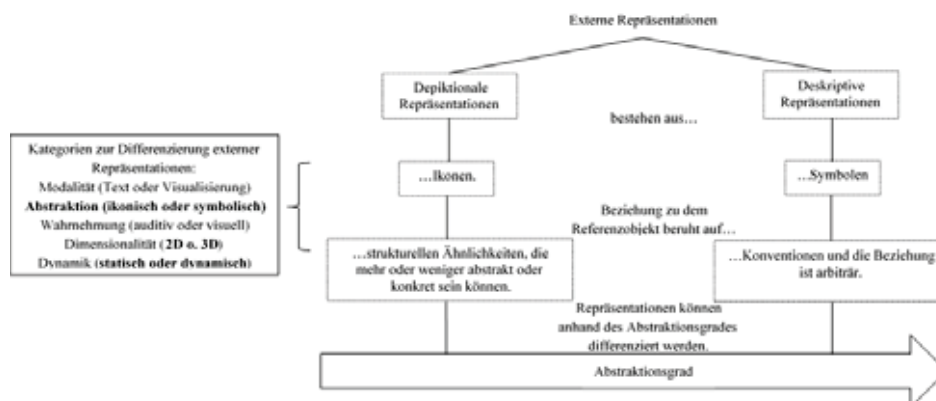 Externe Repräsentationen
Depiktionale
Repräsentationen
Deskriptive
Repräsentationen
bestehen aus…
Kategorien zur Differenzierung externer
Repräsentationen:
Modalität (Text oder Visualisierung)
Abstraktion (ikonisch oder symbolisch)
Wahrnehmung (auditiv oder visuell)
Dimensionalität (2D o. 3D)
Dynamik (statisch oder dynamisch)
…Ikonen.
…Symbolen
Beziehung zu dem
Referenzobjekt beruht auf…
…strukturellen Ähnlichkeiten, die
mehr oder weniger abstrakt oder
konkret sein können.
…Konventionen und die Beziehung
ist arbiträr.
Repräsentationen können
anhand des Abstraktionsgrades
differenziert werden.
Abstraktionsgrad